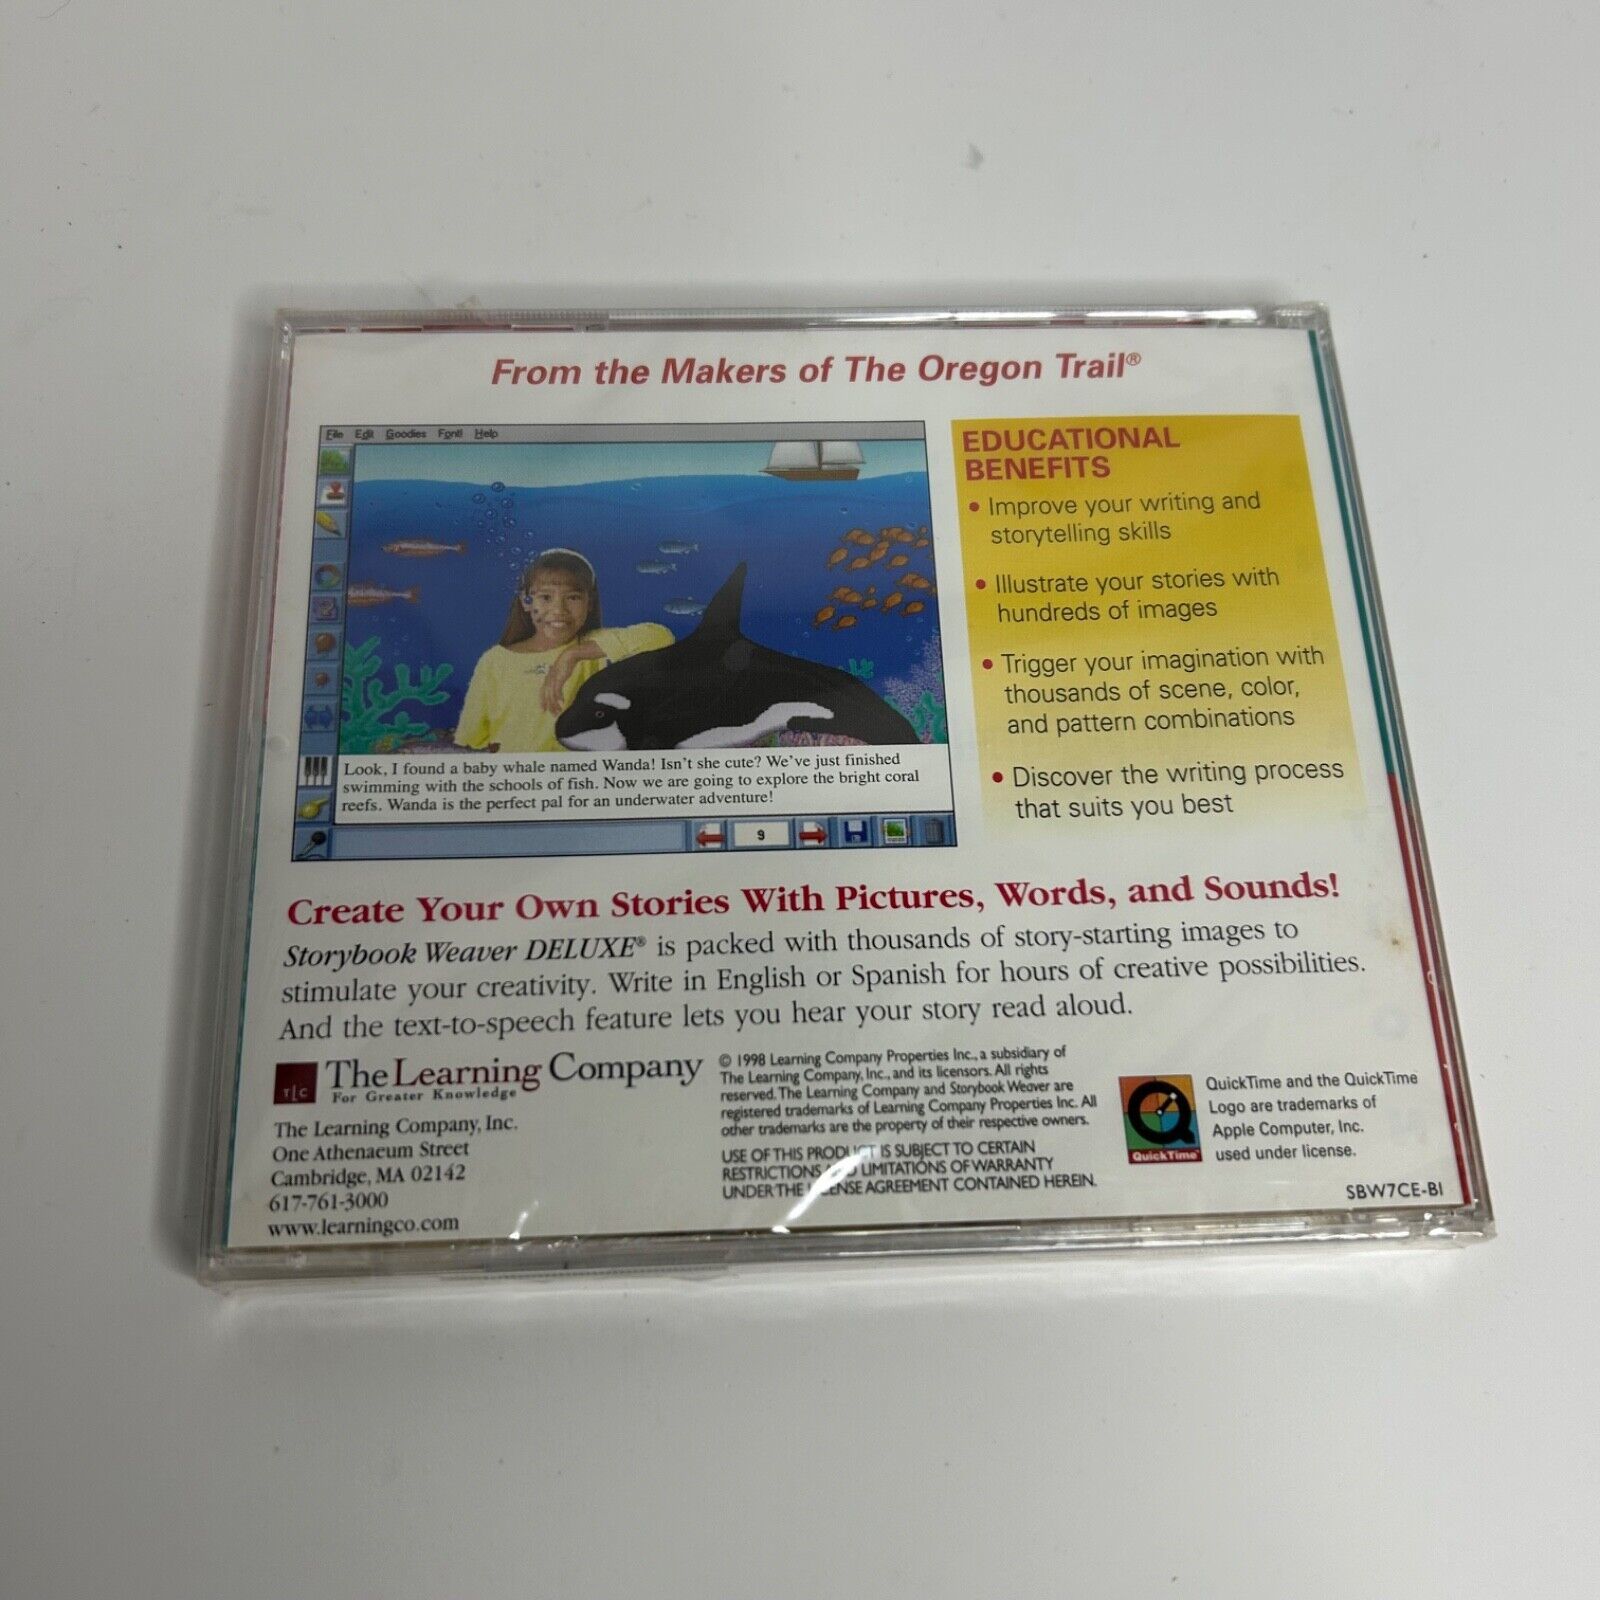 From the Makers of The Oregon Trail®
File Edit Goodies Font! Help
Look, I found a baby whale named Wanda! Isn't she cute? We've just finished
swimming with the schools of fish. Now we are going to explore the bright coral
reefs. Wanda is the perfect pal for an underwater adventure!
9
EDUCATIONAL
BENEFITS
• Improve your writing and
storytelling skills
• Illustrate your stories with
hundreds of images
• Trigger your imagination with
thousands of scene, color,
and pattern combinations
• Discover the writing process
that suits you best
Create Your Own Stories With Pictures, Words, and Sounds!
Storybook Weaver DELUXE® is packed with thousands of story-starting images to
stimulate your creativity. Write in English or Spanish for hours of creative possibilities.
And the text-to-speech feature lets you hear your story read aloud.
TLC
The Learning Company
For Greater Knowledge
The Learning Company, Inc.
One Athenaeum Street
Cambridge, MA 02142
617-761-3000
www.learningco.com
© 1998 Learning Company Properties Inc., a subsidiary of
The Learning Company, Inc., and its licensors. All rights
reserved. The Learning Company and Storybook Weaver are
registered trademarks of Learning Company Properties Inc. All
other trademarks are the property of their respective owners.
USE OF THIS PRODUCT IS SUBJECT TO CERTAIN
RESTRICTIONS AND LIMITATIONS OF WARRANTY
UNDER THE LICENSE AGREEMENT CONTAINED HEREIN.
QuickTime™
QuickTime and the QuickTime
Logo are trademarks of
Apple Computer, Inc.
used under license.
SBW7CE-BI